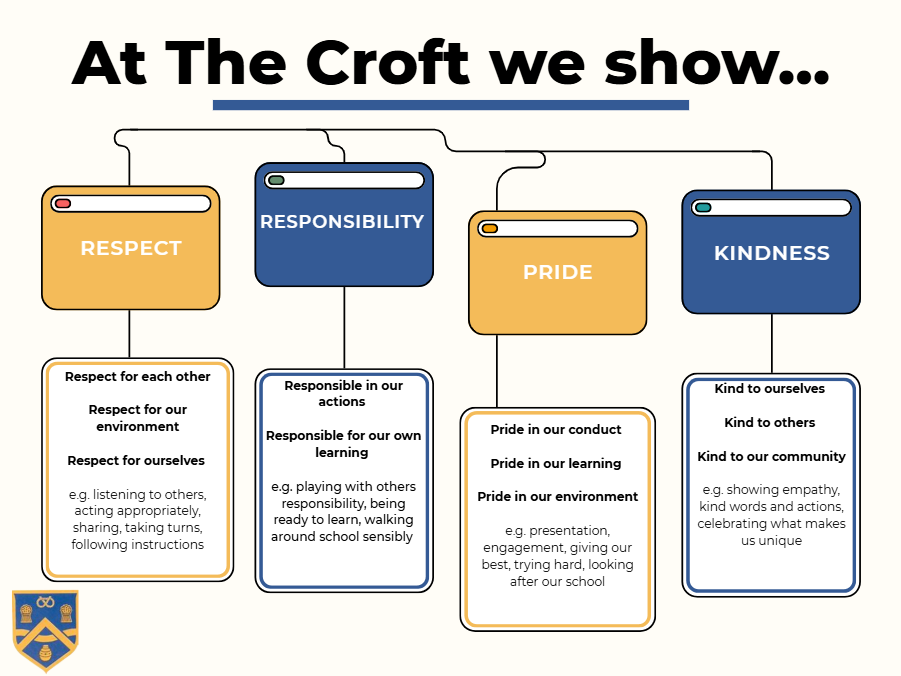 At The Croft we show...
RESPECT
Respect for each other
Respect for our
environment
Respect for ourselves
e.g. listening to others,
acting appropriately,
sharing, taking turns,
following instructions
RESPONSIBILITY
Responsible in our
actions
Responsible for our own
learning
e.g. playing with others
responsibility, being
ready to learn, walking
around school sensibly
PRIDE
Pride in our conduct
Pride in our learning
Pride in our environment
e.g. presentation,
engagement, giving our
best, trying hard, looking
after our school
KINDNESS
Kind to ourselves
Kind to others
Kind to our community
e.g. showing empathy,
kind words and actions,
celebrating what makes
us unique